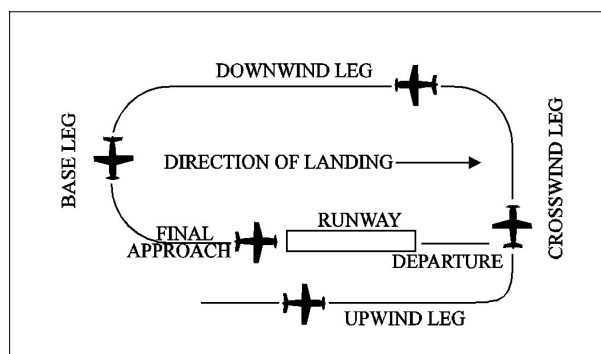 DOWNWIND LEG
BASE LEG
DIRECTION OF LANDING
CROSSWIND LEG
RUNWAY
FINAL
APPROACH
DEPARTURE
UPWIND LEG